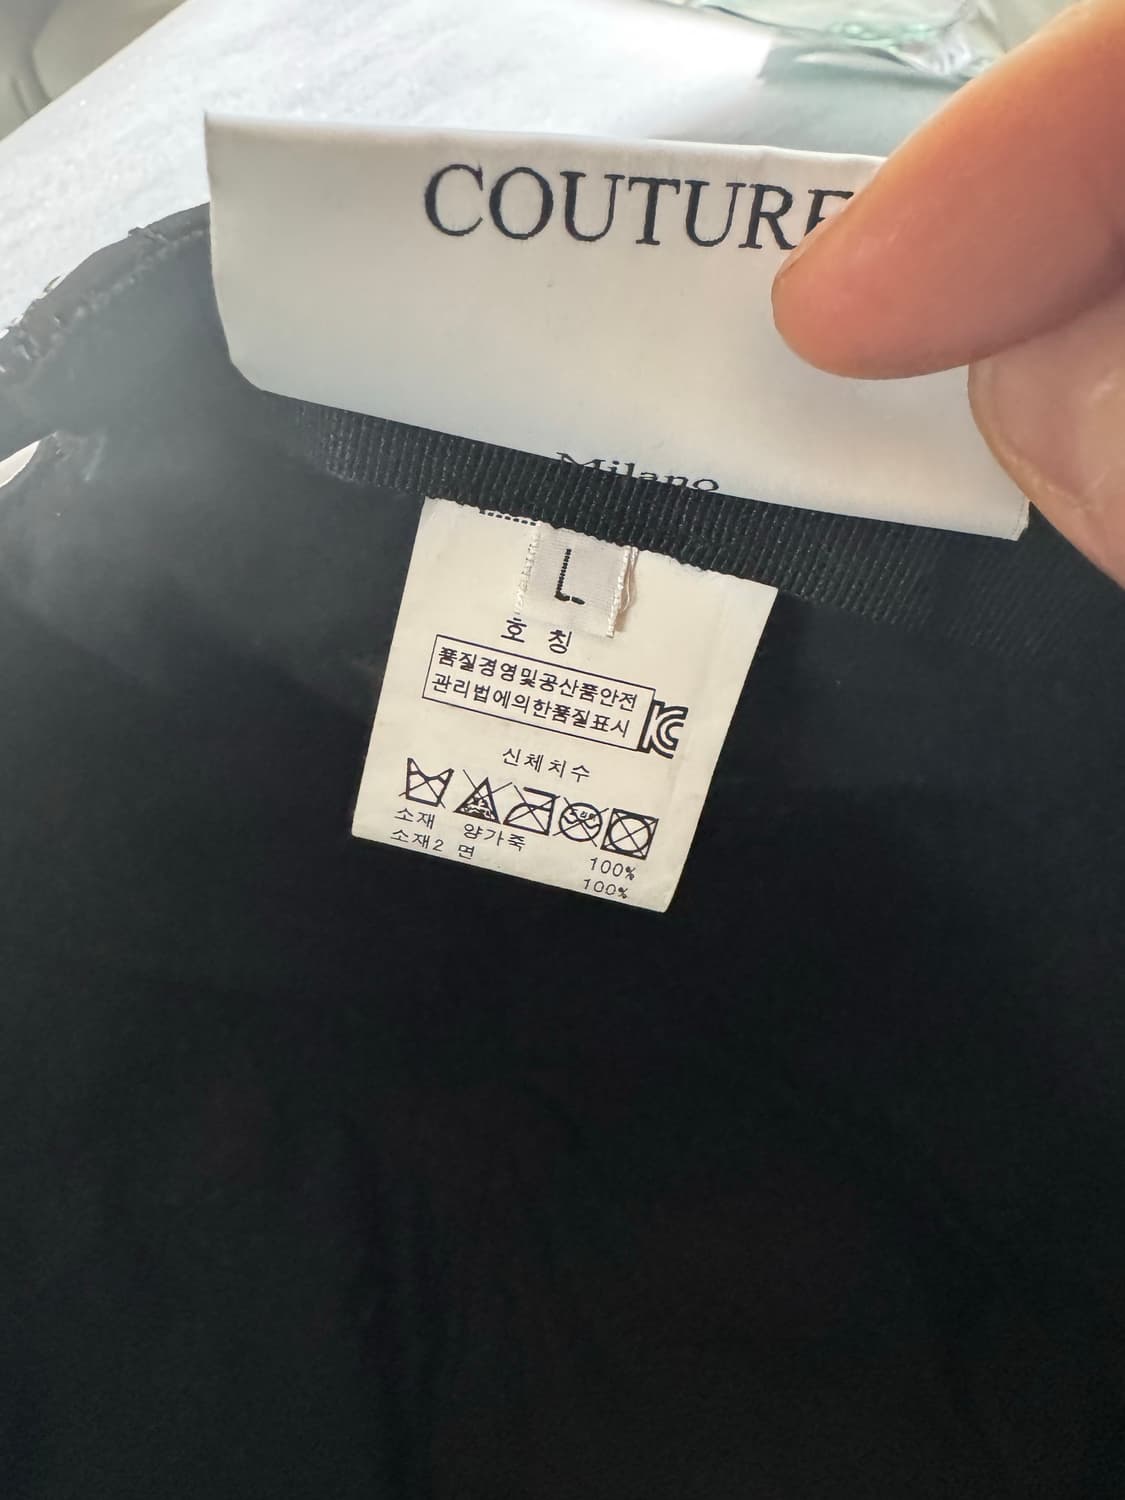 COUTURE
Milano
L
호 칭
품질경영및공산품안전
관리법에의한품질표시
신체치수
소재 양가죽 100%
소재2 면 100%